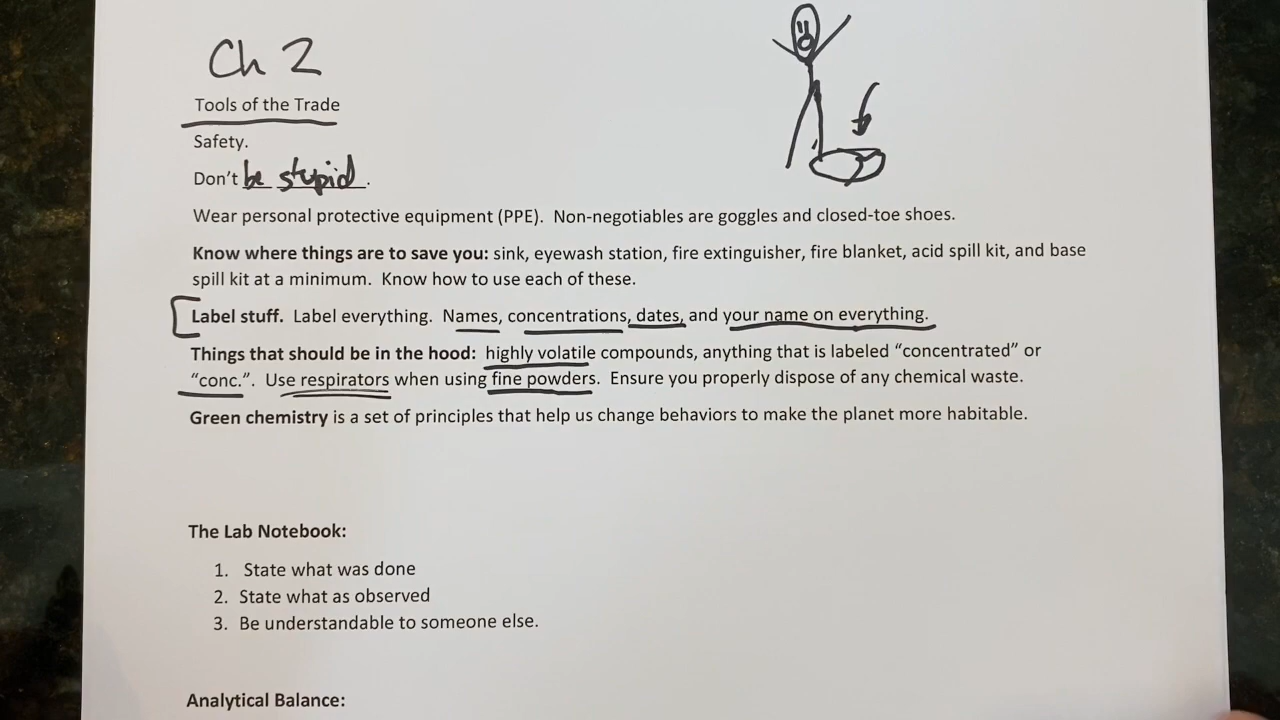 Ch 2
Tools of the Trade
Safety.
Don't be stupid.
Wear personal protective equipment (PPE). Non-negotiables are goggles and closed-toe shoes.
Know where things are to save you: sink, eyewash station, fire extinguisher, fire blanket, acid spill kit, and base
spill kit at a minimum. Know how to use each of these.
Label stuff. Label everything. Names, concentrations, dates, and your name on everything.
Things that should be in the hood: highly volatile compounds, anything that is labeled “concentrated” or
“conc.”. Use respirators when using fine powders. Ensure you properly dispose of any chemical waste.
Green chemistry is a set of principles that help us change behaviors to make the planet more habitable.
The Lab Notebook:
1. State what was done
2. State what as observed
3. Be understandable to someone else.
Analytical Balance: